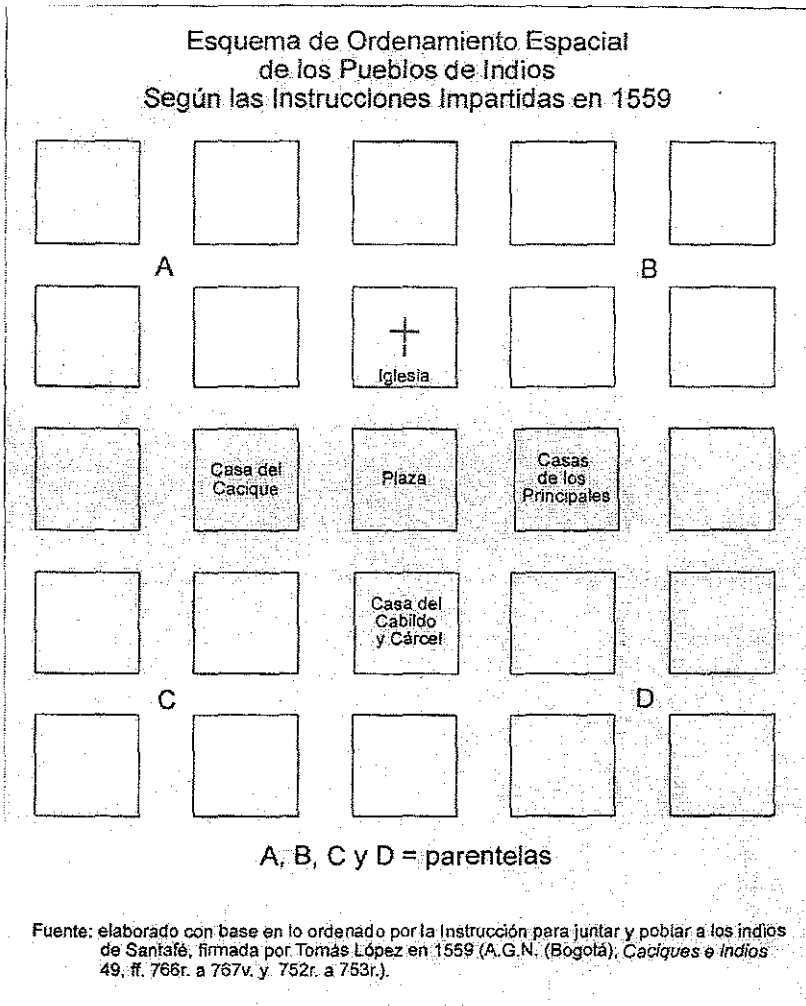 Esquema de Ordenamiento Espacial
de los Pueblos de Indios
Según las Instrucciones Impartidas en 1559
A
B
Iglesia
Casa del
Cacique
Plaza
Casas
de los
Principales
Casa del
Cabildo
y Cárcel
C
D
A, B, C y D = parentelas
Fuente: elaborado con base en lo ordenado por la Instrucción para juntar y poblar a los indios
de Santafé, firmada por Tomás López en 1559 (A.G.N. (Bogotá), Caciques e Indios
49, ff. 766r. a 767v. y 752r. a 753r.).